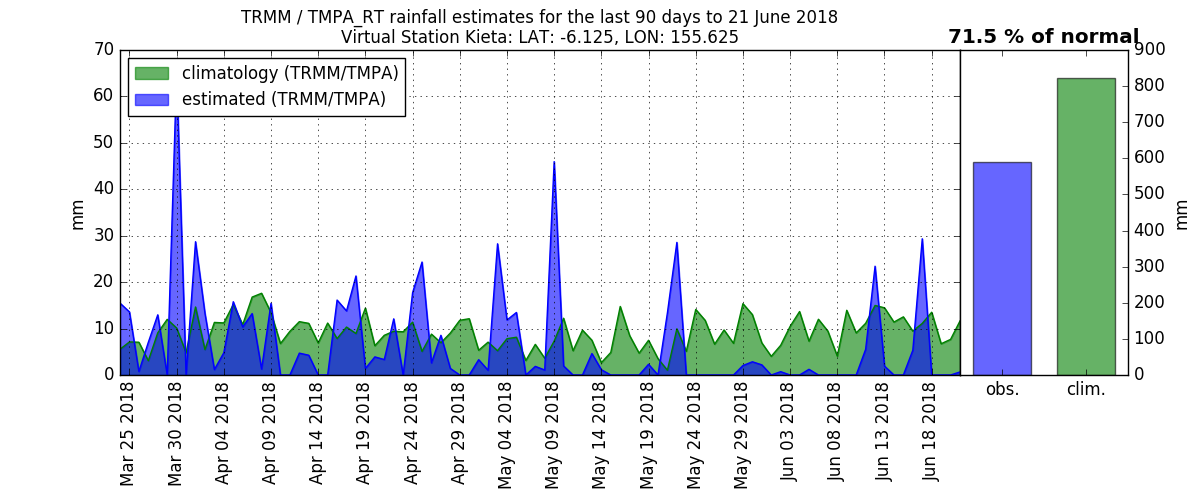 TRMM / TMPA_RT rainfall estimates for the last 90 days to 21 June 2018
Virtual Station Kieta: LAT: -6.125, LON: 155.625
71.5 % of normal
climatology (TRMM/TMPA)
estimated (TRMM/TMPA)
mm
70
60
50
40
30
20
10
0
Mar 25 2018
Mar 30 2018
Apr 04 2018
Apr 09 2018
Apr 14 2018
Apr 19 2018
Apr 24 2018
Apr 29 2018
May 04 2018
May 09 2018
May 14 2018
May 19 2018
May 24 2018
May 29 2018
Jun 03 2018
Jun 08 2018
Jun 13 2018
Jun 18 2018
900
800
700
600
500
400
300
200
100
0
mm
obs.
clim.